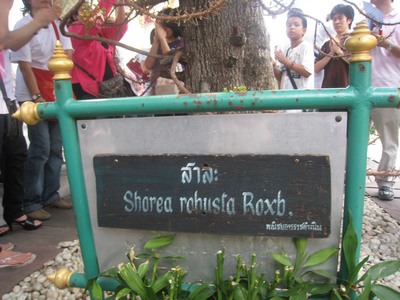 สาละ
Shorea robusta Roxb.